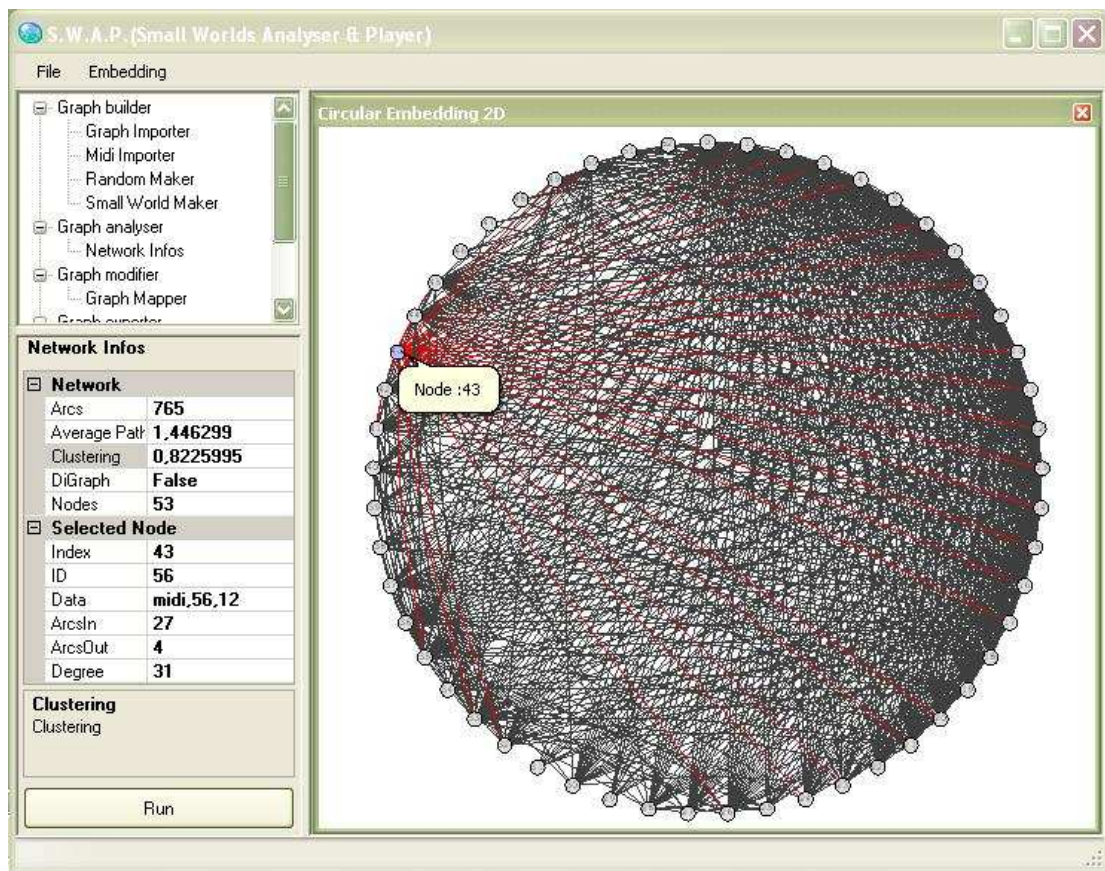 S.W.A.P.(Small Worlds Analyser & Player)
File Embedding
Graph builder
Graph Importer
Midi Importer
Random Maker
Small World Maker
Graph analyser
Network Infos
Graph modifier
Graph Mapper
Circular Embedding 2D
Node :43
Network Infos
Network
Arcs 765
Average Path 1,446299
Clustering 0,8225995
DiGraph False
Nodes 53
Selected Node
Index 43
ID 56
Data midi,56,12
ArcsIn 27
ArcsOut 4
Degree 31
Clustering
Clustering
Run